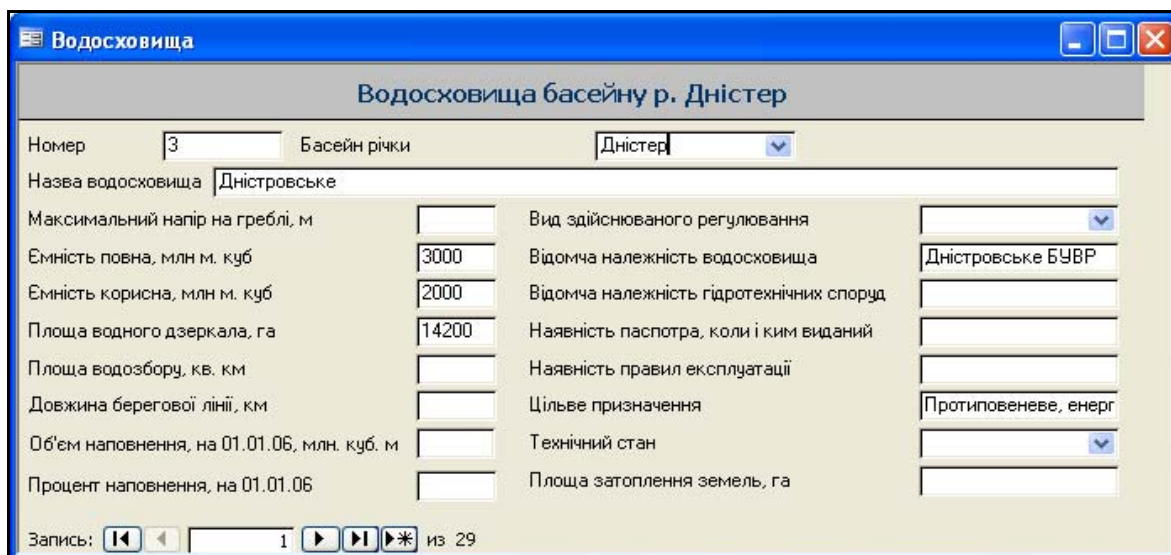 Водосховища
Водосховища басейну р. Дністер
Номер 3 Басейн річки Дністер
Назва водосховища Дністровське
Максимальний напір на греблі, м Вид здійснюваного регулювання
Ємність повна, млн м. куб 3000 Відомча належність водосховища Дністровське БУВР
Ємність корисна, млн м. куб 2000 Відомча належність гідротехнічних споруд
Площа водного дзеркала, га 14200 Наявність паспотра, коли і ким виданий
Площа водозбору, кв. км Наявність правил експлуатації
Довжина берегової лінії, км Цільве призначення Протиповеневе, енерг
Об'єм наповнення, на 01.01.06, млн. куб. м Технічний стан
Процент наповнення, на 01.01.06 Площа затоплення земель, га
Запись: 1 из 29